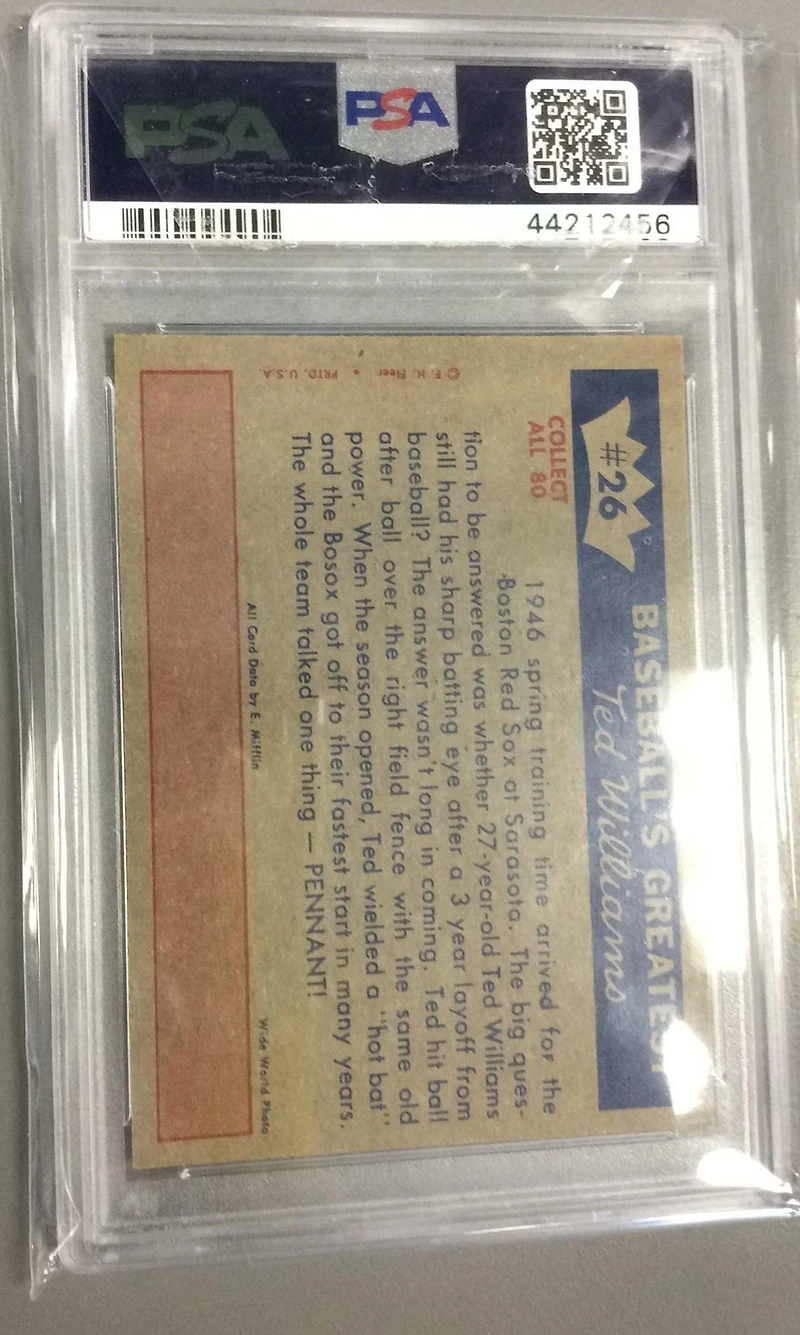 PSA
PSA
44212456
#26
BASEBALL'S GREATEST
Ted Williams
COLLECT
ALL 80
1946 spring training time arrived for the
Boston Red Sox at Sarasota. The big ques-
tion to be answered was whether 27-year-old Ted Williams
still had his sharp batting eye after a 3 year layoff from
baseball? The answer wasn't long in coming. Ted hit ball
after ball over the right field fence with the same old
power. When the season opened, Ted wielded a "hot bat"
and the Bosox got off to their fastest start in many years.
The whole team talked one thing — PENNANT!
© F. H. Fleer • PRTD. U.S.A.
All Card Data by E. Mifflin
Wide World Photo